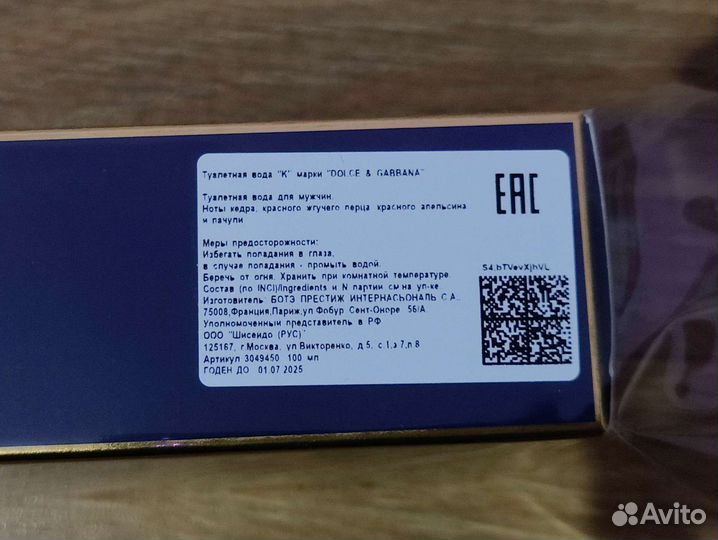 Туалетная вода "К" марки "DOLCE & GABBANA"
Туалетная вода для мужчин.
Ноты кедра, красного жгучего перца, красного апельсина
и пачули
Меры предосторожности:
Избегать попадания в глаза,
в случае попадания - промыть водой.
Беречь от огня. Хранить при комнатной температуре.
Состав (по INCI)/Ingredients и N партии см на уп-ке.
Изготовитель: БОТЭ ПРЕСТИЖ ИНТЕРНАСЬОНАЛЬ С.А.,
75008,Франция,Париж,ул.Фобур Сент-Оноре 56/А.
Уполномоченный представитель в РФ
ООО "Шисейдо (РУС)"
125167, г.Москва, ул.Викторенко, д.5, с.1,э.7,п.8
Артикул 3049450 100 мл
ГОДЕН ДО 01.07.2025
EAC
Avito